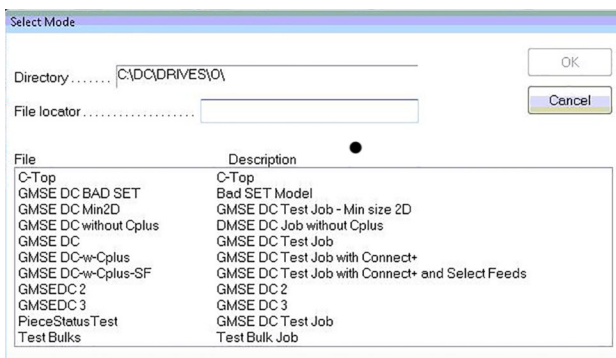 Select Mode
Directory ....... C:\DC\DRIVES\O\
OK
File locator ...................
Cancel
File Description
C-Top C-Top
GMSE DC BAD SET Bad SET Model
GMSE DC Min2D GMSE DC Test Job - Min size 2D
GMSE DC without Cplus DMSE DC Job without Cplus
GMSE DC GMSE DC Test Job
GMSE DC-w-Cplus GMSE DC Test Job with Connect+
GMSE DC-w-Cplus-SF GMSE DC Test Job with Connect+ and Select Feeds
GMSEDC 2 GMSE DC 2
GMSEDC 3 GMSE DC 3
PieceStatusTest GMSE DC Test Job
Test Bulks Test Bulk Job